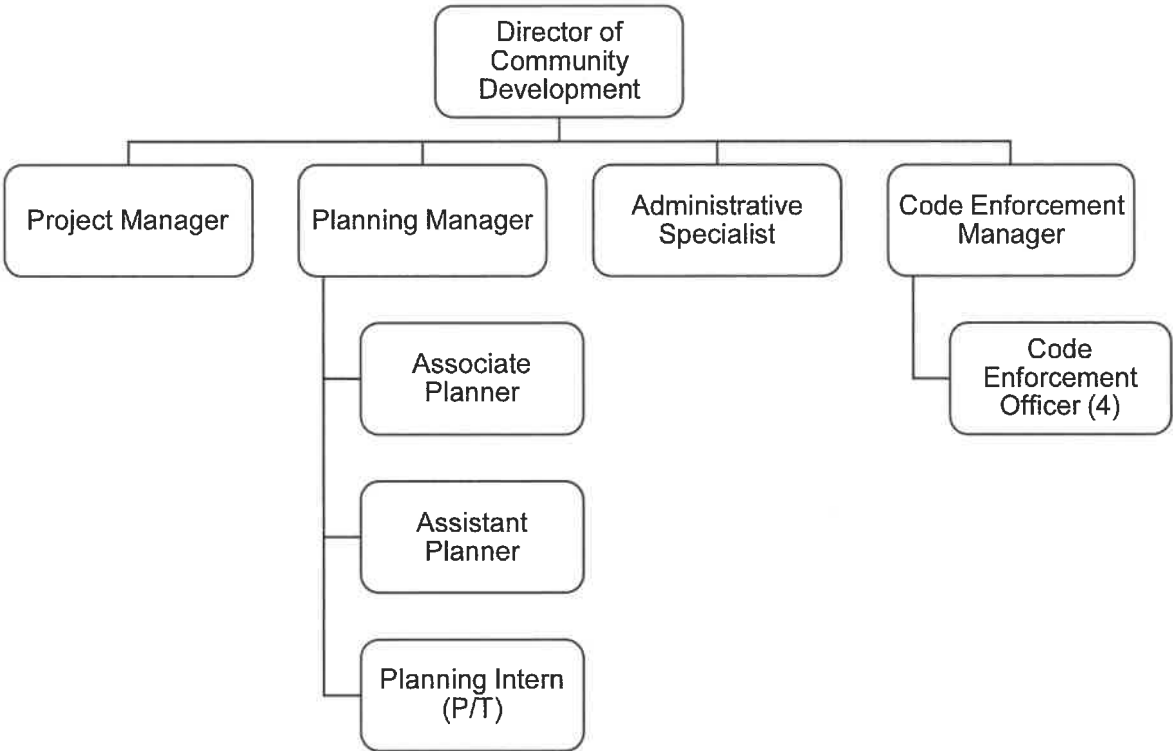 Director of
Community
Development
Project Manager
Planning Manager
Administrative
Specialist
Code Enforcement
Manager
Associate
Planner
Code
Enforcement
Officer (4)
Assistant
Planner
Planning Intern
(P/T)